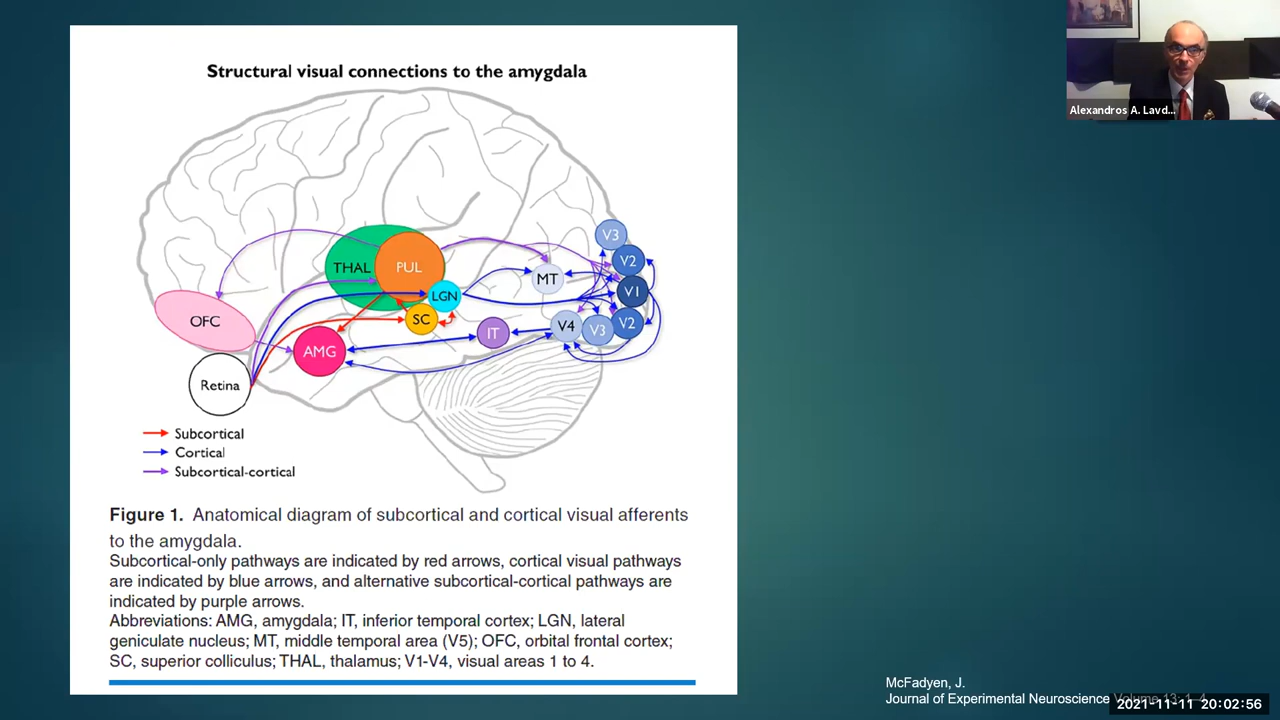 Structural visual connections to the amygdala
V3
V2
THAL
PUL
MT
V1
LGN
OFC
SC
V4
V3
V2
IT
AMG
Retina
Subcortical
Cortical
Subcortical-cortical
Figure 1. Anatomical diagram of subcortical and cortical visual afferents
to the amygdala.
Subcortical-only pathways are indicated by red arrows, cortical visual pathways
are indicated by blue arrows, and alternative subcortical-cortical pathways are
indicated by purple arrows.
Abbreviations: AMG, amygdala; IT, inferior temporal cortex; LGN, lateral
geniculate nucleus; MT, middle temporal area (V5); OFC, orbital frontal cortex;
SC, superior colliculus; THAL, thalamus; V1-V4, visual areas 1 to 4.
Alexandros A. Lavd...
McFadyen, J.
Journal of Experimental Neuroscience Volume 13: 1–4
2021-11-11 20:02:56